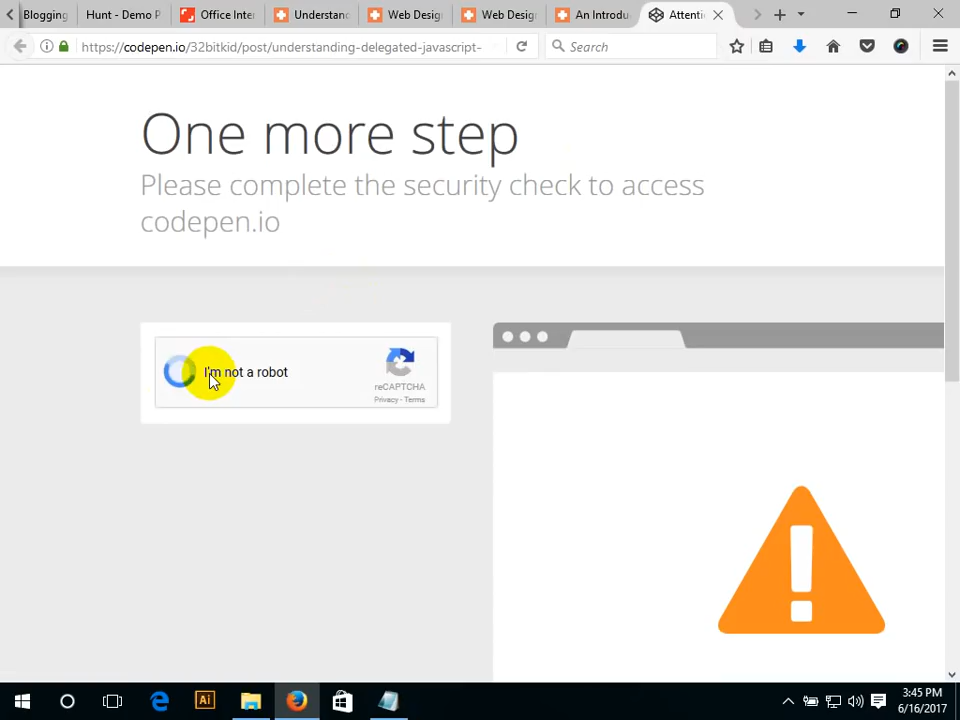 Blogging
Hunt - Demo P
Office Inte
Understand
Web Desig
Web Desig
An Introdu
Attenti
https://codepen.io/32bitkid/post/understanding-delegated-javascript-
Search
One more step
Please complete the security check to access
codepen.io
I'm not a robot
reCAPTCHA
Privacy - Terms
Ai
3:45 PM
6/16/2017